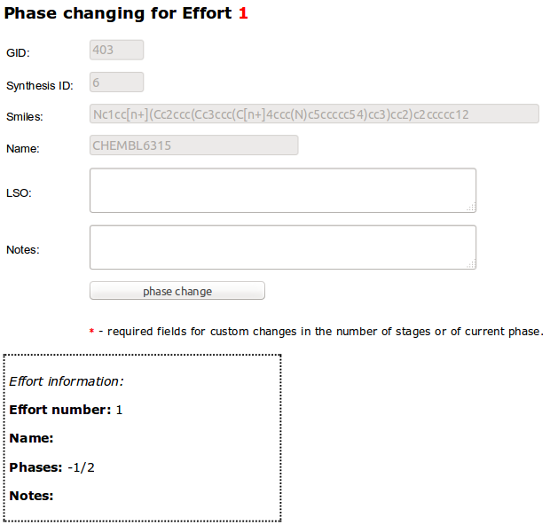 Phase changing for Effort 1
GID: 403
Synthesis ID: 6
Smiles: Nc1cc[n+](Cc2ccc(Cc3ccc(C[n+]4ccc(N)c5ccccc54)cc3)cc2)c2ccccc12
Name: CHEMBL6315
LSO:
Notes:
phase change
* - required fields for custom changes in the number of stages or of current phase.
Effort information:
Effort number: 1
Name:
Phases: -1/2
Notes: